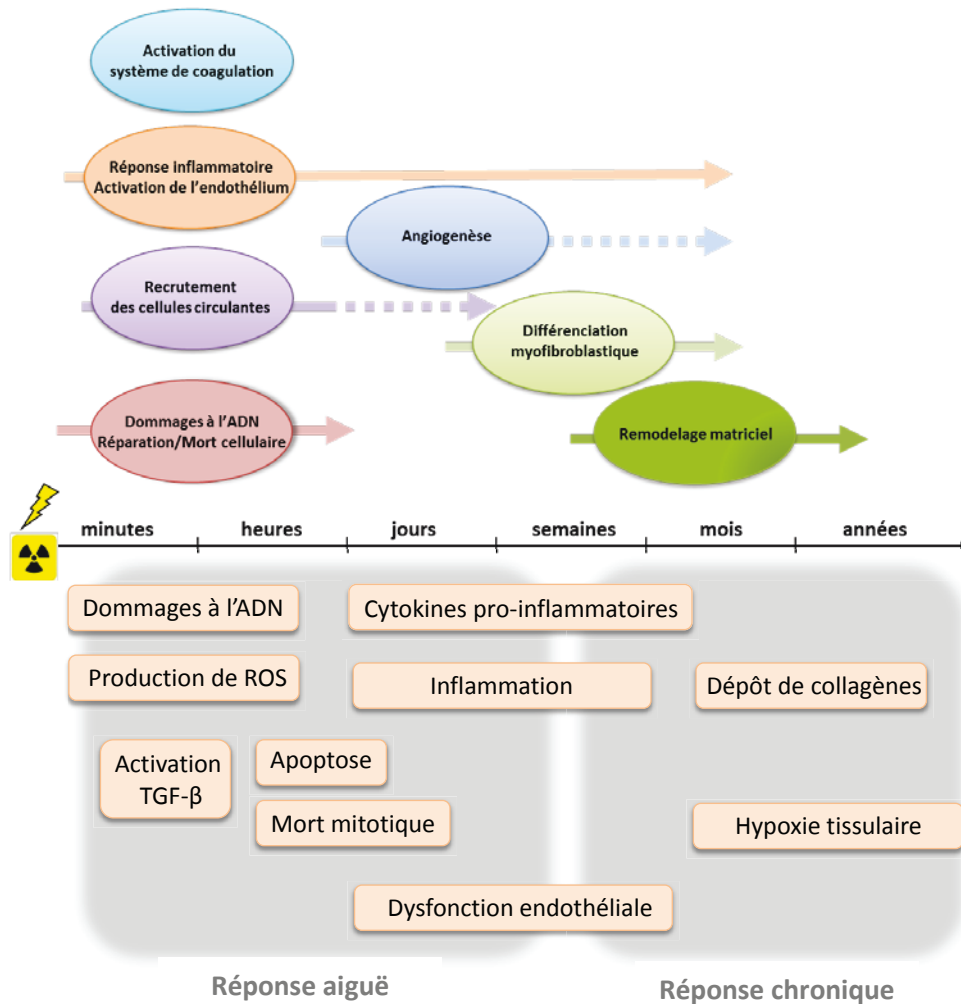 Activation du
système de coagulation
Réponse inflammatoire
Activation de l'endothélium
Angiogenèse
Recrutement
des cellules circulantes
Différenciation
myofibroblastique
Dommages à l'ADN
Réparation/Mort cellulaire
Remodelage matriciel
minutes heures jours semaines mois années
Dommages à l'ADN Cytokines pro-inflammatoires
Production de ROS Inflammation Dépôt de collagènes
Activation
TGF-β
Apoptose
Mort mitotique Hypoxie tissulaire
Dysfonction endothéliale
Réponse aiguë Réponse chronique